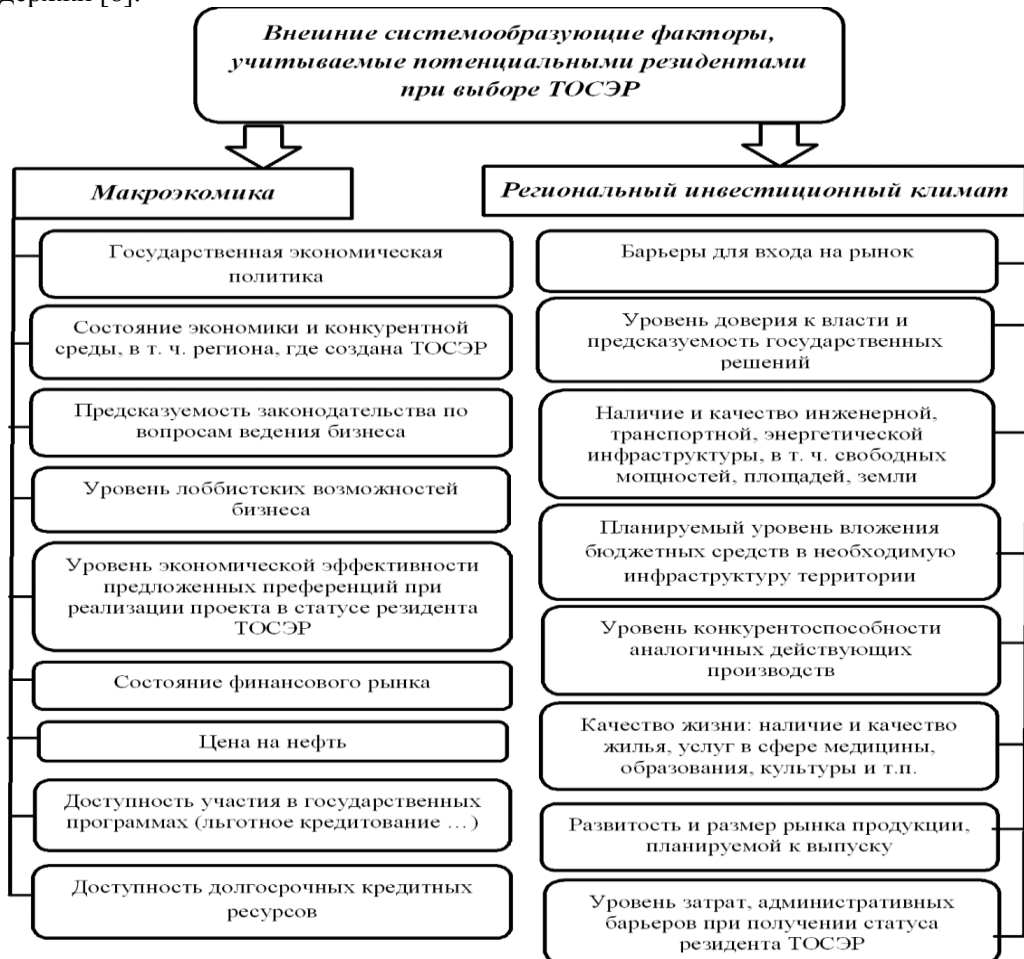 Внешние системообразующие факторы,
учитываемые потенциальными резидентами
при выборе ТОСЭР
Макроэкомика
Государственная экономическая
политика
Состояние экономики и конкурентной
среды, в т. ч. региона, где создана ТОСЭР
Предсказуемость законодательства по
вопросам ведения бизнеса
Уровень лоббистских возможностей
бизнеса
Уровень экономической эффективности
предложенных преференций при
реализации проекта в статусе резидента
ТОСЭР
Состояние финансового рынка
Цена на нефть
Доступность участия в государственных
программах (льготное кредитование ...)
Доступность долгосрочных кредитных
ресурсов
Региональный инвестиционный климат
Барьеры для входа на рынок
Уровень доверия к власти и
предсказуемость государственных
решений
Наличие и качество инженерной,
транспортной, энергетической
инфраструктуры, в т. ч. свободных
мощностей, площадей, земли
Планируемый уровень вложения
бюджетных средств в необходимую
инфраструктуру территории
Уровень конкурентоспособности
аналогичных действующих
производств
Качество жизни: наличие и качество
жилья, услуг в сфере медицины,
образования, культуры и т.п.
Развитость и размер рынка продукции,
планируемой к выпуску
Уровень затрат, административных
барьеров при получении статуса
резидента ТОСЭР